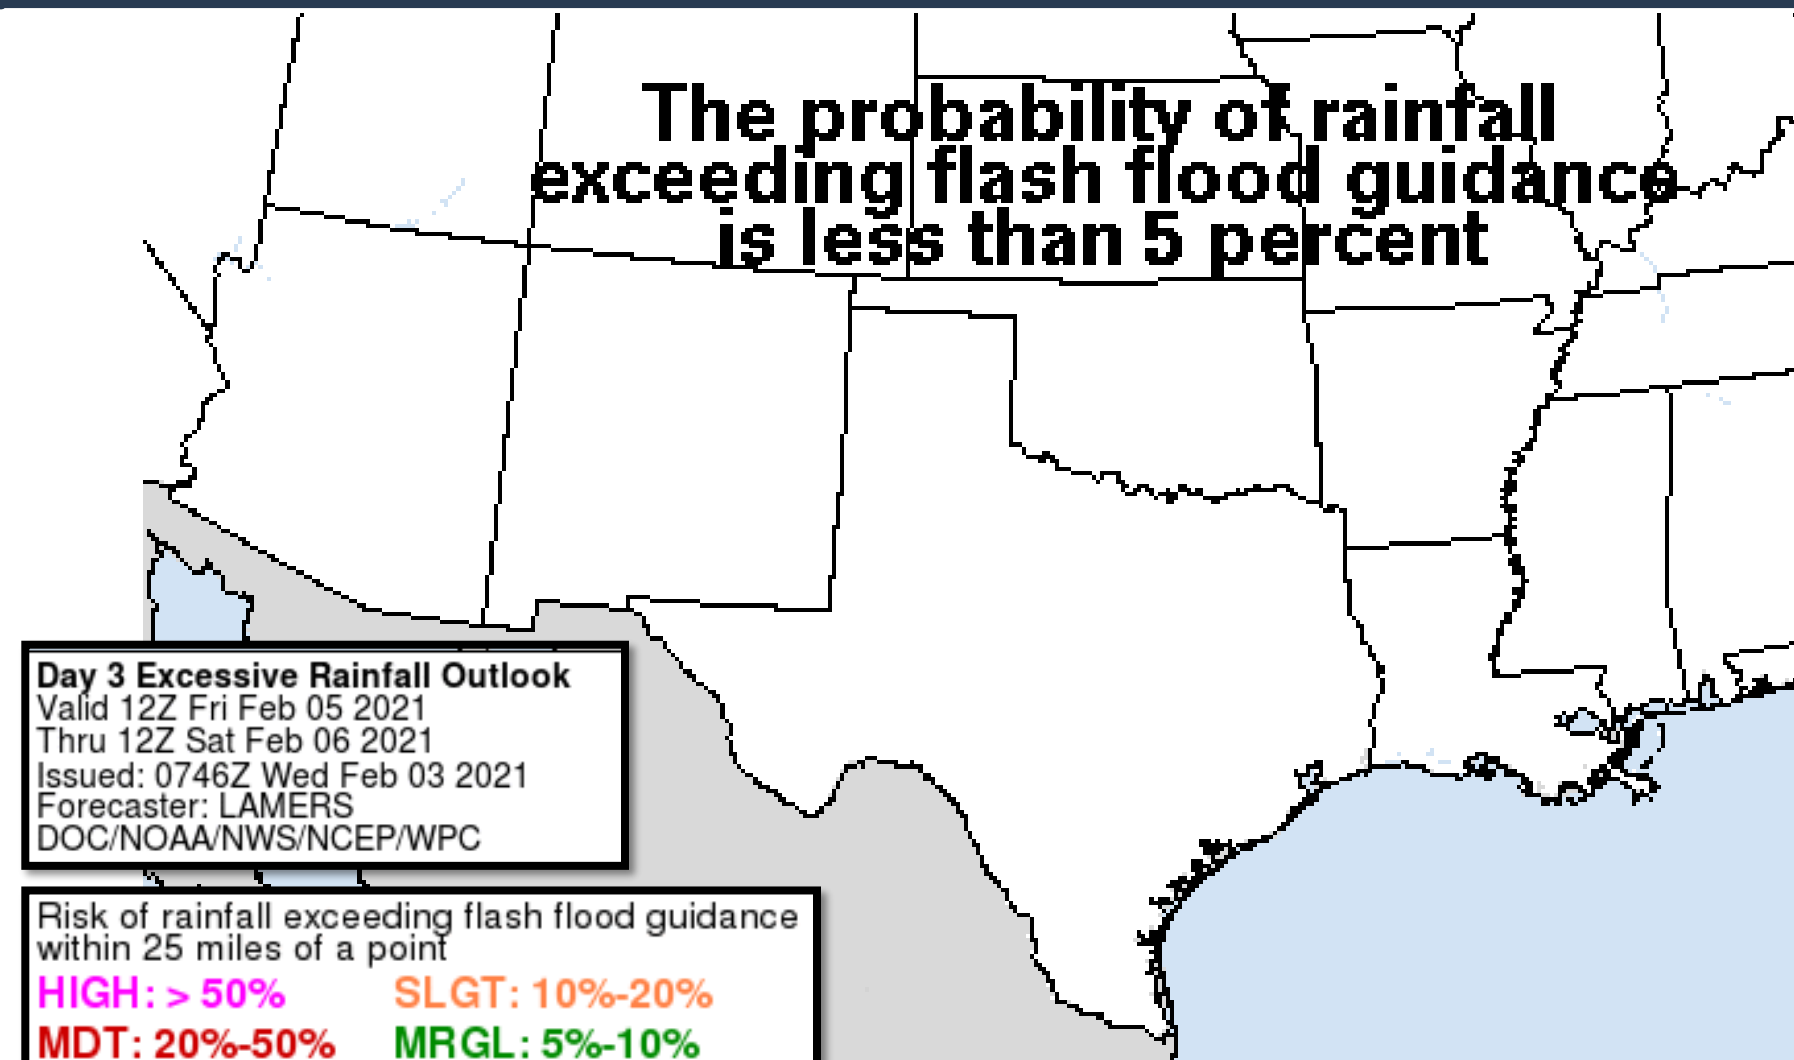 The probability of rainfall
exceeding flash flood guidance
is less than 5 percent
Day 3 Excessive Rainfall Outlook
Valid 12Z Fri Feb 05 2021
Thru 12Z Sat Feb 06 2021
Issued: 0746Z Wed Feb 03 2021
Forecaster: LAMERS
DOC/NOAA/NWS/NCEP/WPC
Risk of rainfall exceeding flash flood guidance
within 25 miles of a point
HIGH: > 50% SLGT: 10%-20%
MDT: 20%-50% MRGL: 5%-10%